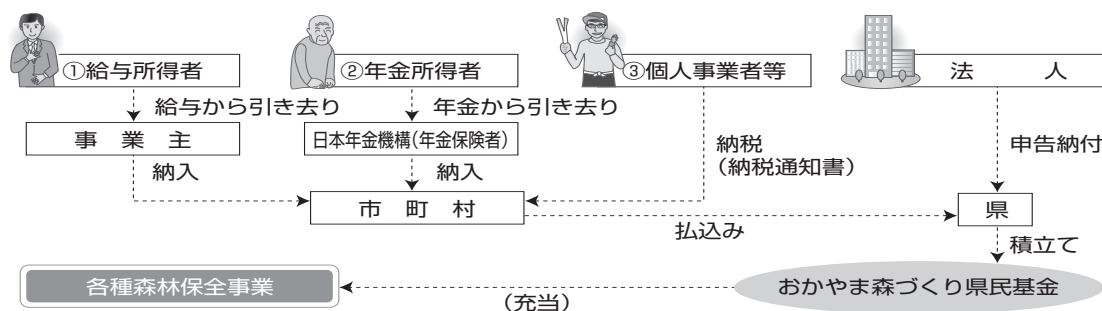 ①給与所得者
②年金所得者
③個人事業者等
法人
給与から引き去り
年金から引き去り
事業主
日本年金機構(年金保険者)
納税
(納税通知書)
申告納付
納入
納入
市町村
県
払込み
積立て
各種森林保全事業
おかやま森づくり県民基金
(充当)